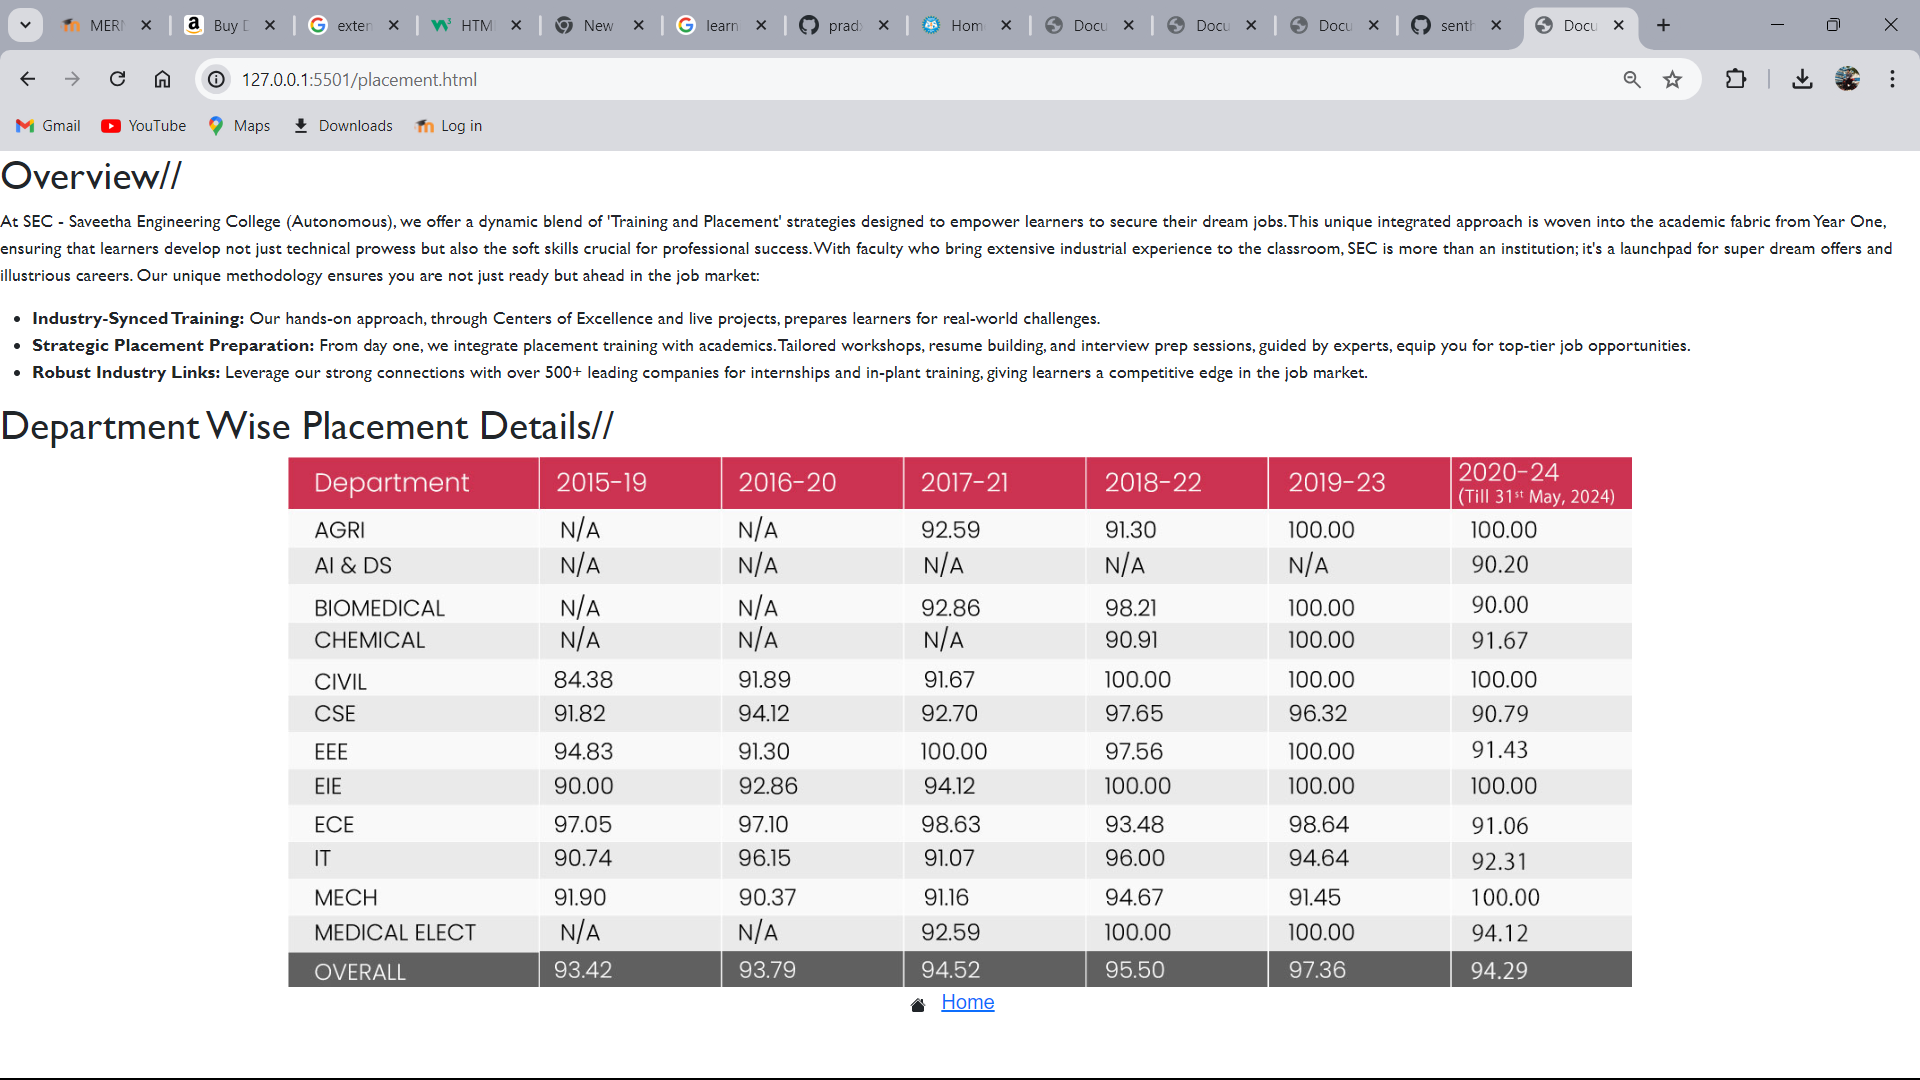 MERN
Buy D
exten
HTML
New
learn
prad
Hom
Docu
Docu
Docu
senth
Docu
127.0.0.1:5501/placement.html
Gmail YouTube Maps Downloads Log in
Overview//
At SEC - Saveetha Engineering College (Autonomous), we offer a dynamic blend of 'Training and Placement' strategies designed to empower learners to secure their dream jobs. This unique integrated approach is woven into the academic fabric from Year One,
ensuring that learners develop not just technical prowess but also the soft skills crucial for professional success. With faculty who bring extensive industrial experience to the classroom, SEC is more than an institution; it's a launchpad for super dream offers and
illustrious careers. Our unique methodology ensures you are not just ready but ahead in the job market:
• Industry-Synced Training: Our hands-on approach, through Centers of Excellence and live projects, prepares learners for real-world challenges.
• Strategic Placement Preparation: From day one, we integrate placement training with academics. Tailored workshops, resume building, and interview prep sessions, guided by experts, equip you for top-tier job opportunities.
• Robust Industry Links: Leverage our strong connections with over 500+ leading companies for internships and in-plant training, giving learners a competitive edge in the job market.
Department Wise Placement Details//
Department 2015-19 2016-20 2017-21 2018-22 2019-23 2020-24
(Till 31st May, 2024)
AGRI N/A N/A 92.59 91.30 100.00 100.00
AI & DS N/A N/A N/A N/A N/A 90.20
BIOMEDICAL N/A N/A 92.86 98.21 100.00 90.00
CHEMICAL N/A N/A N/A 90.91 100.00 91.67
CIVIL 84.38 91.89 91.67 100.00 100.00 100.00
CSE 91.82 94.12 92.70 97.65 96.32 90.79
EEE 94.83 91.30 100.00 97.56 100.00 91.43
EIE 90.00 92.86 94.12 100.00 100.00 100.00
ECE 97.05 97.10 98.63 93.48 98.64 91.06
IT 90.74 96.15 91.07 96.00 94.64 92.31
MECH 91.90 90.37 91.16 94.67 91.45 100.00
MEDICAL ELECT N/A N/A 92.59 100.00 100.00 94.12
OVERALL 93.42 93.79 94.52 95.50 97.36 94.29
Home